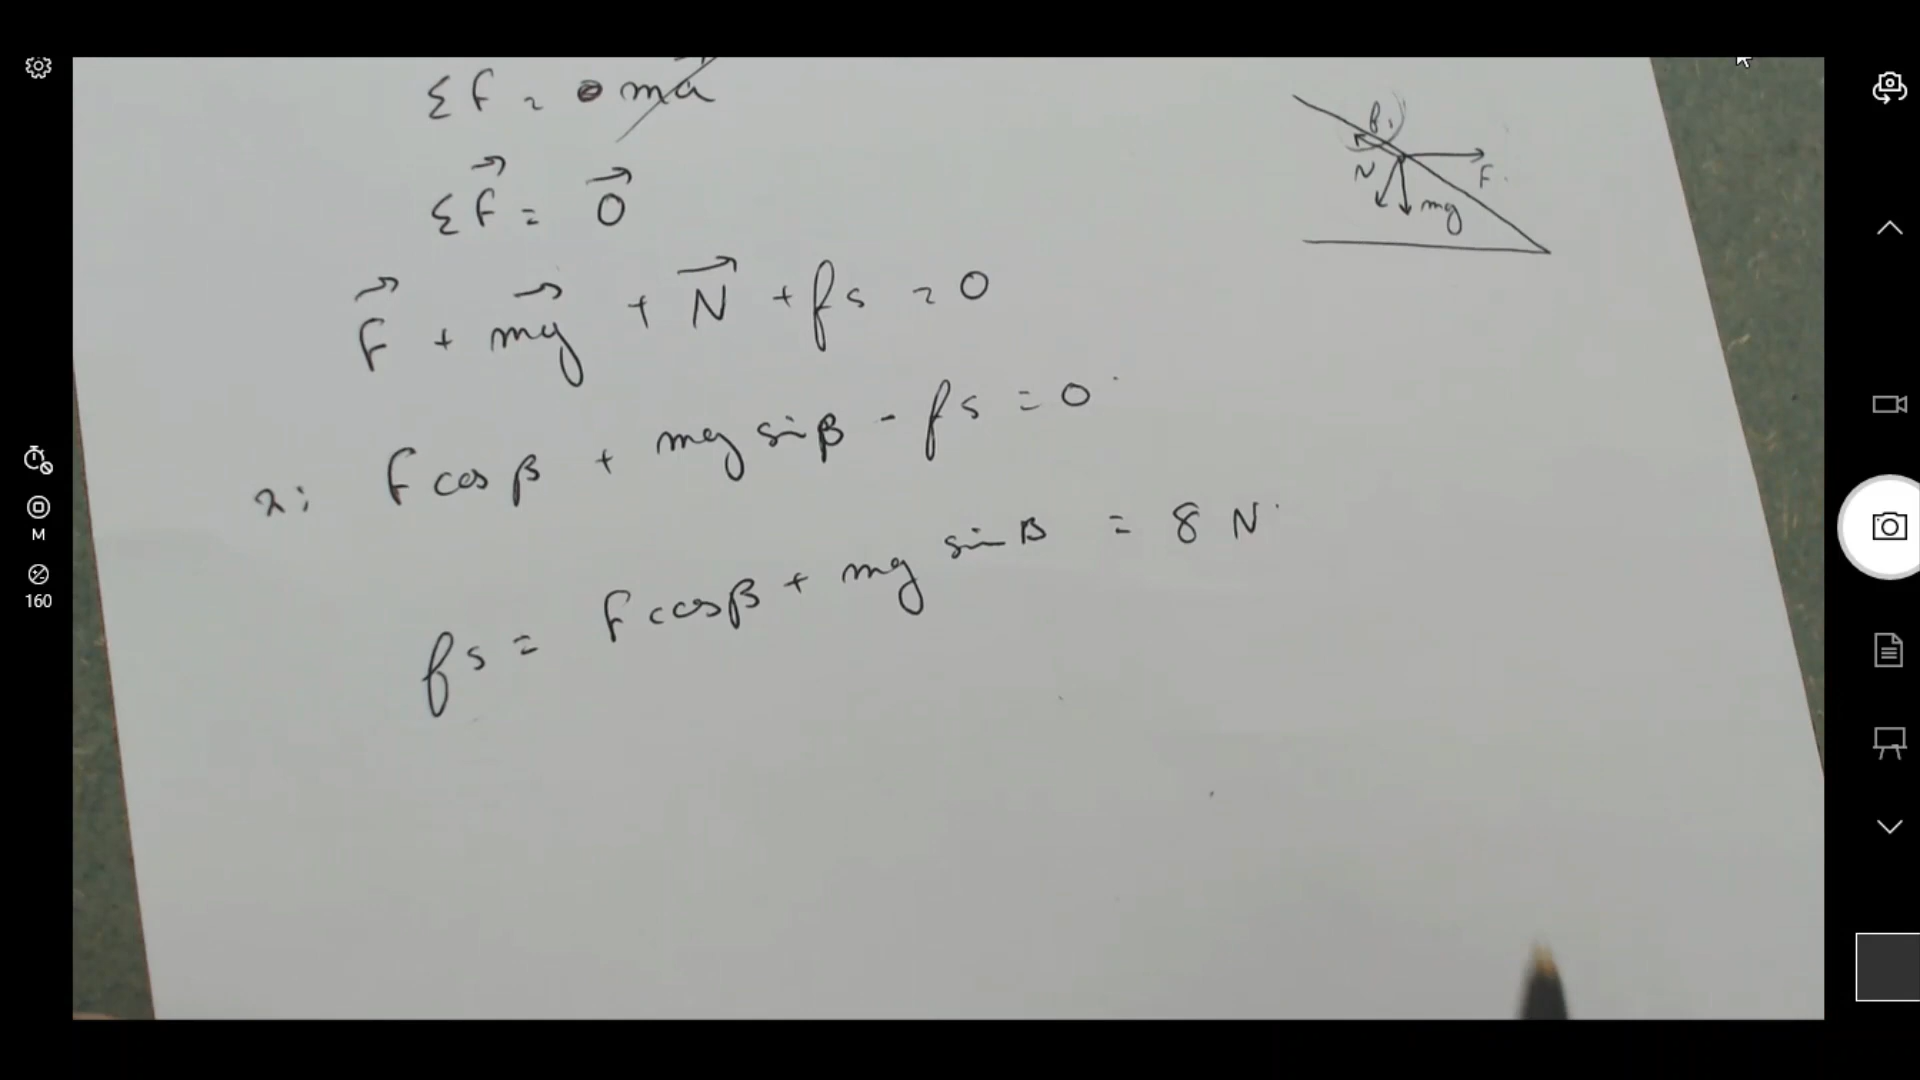 ΣF = ma
ΣF⃗ = 0⃗
F⃗ + mg⃗ + N⃗ + fs = 0
x: F cos β + mg sin β - fs = 0
fs = F cos β + mg sin β = 8 N
N
F
mg
M
160